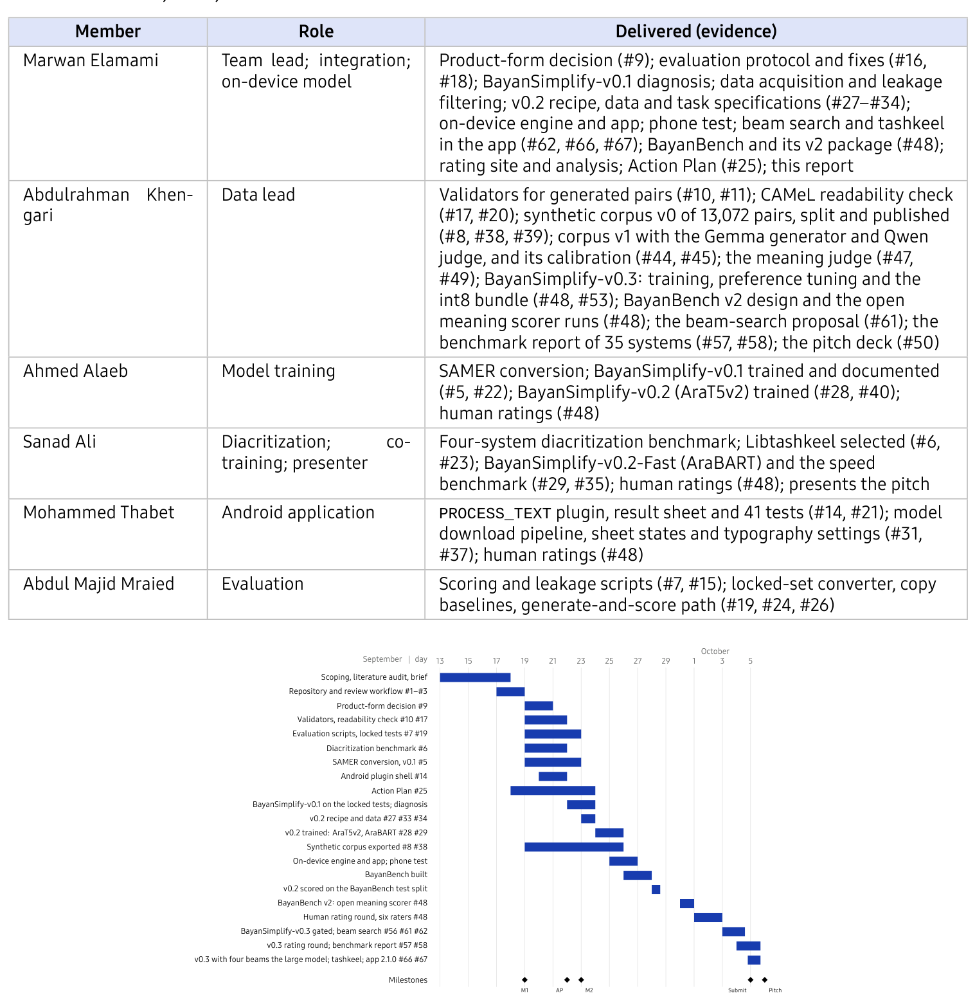 Member Role Delivered (evidence)
Marwan Elamami
Team lead; integration;
on-device model
Product-form decision (#9); evaluation protocol and fixes (#16,
#18); BayanSimplify-v0.1 diagnosis; data acquisition and leakage
filtering; v0.2 recipe, data and task specifications (#27–#34);
on-device engine and app; phone test; beam search and tashkeel
in the app (#62, #66, #67); BayanBench and its v2 package (#48);
rating site and analysis; Action Plan (#25); this report
Abdulrahman Khen-
gari
Data lead
Validators for generated pairs (#10, #11); CAMeL readability check
(#17, #20); synthetic corpus v0 of 13,072 pairs, split and published
(#8, #38, #39); corpus v1 with the Gemma generator and Qwen
judge, and its calibration (#44, #45); the meaning judge (#47,
#49); BayanSimplify-v0.3: training, preference tuning and the
int8 bundle (#48, #53); BayanBench v2 design and the open
meaning scorer runs (#48); the beam-search proposal (#61); the
benchmark report of 35 systems (#57, #58); the pitch deck (#50)
Ahmed Alaeb
Model training
SAMER conversion; BayanSimplify-v0.1 trained and documented
(#5, #22); BayanSimplify-v0.2 (AraT5v2) trained (#28, #40);
human ratings (#48)
Sanad Ali
Diacritization; co-
training; presenter
Four-system diacritization benchmark; Libtashkeel selected (#6,
#23); BayanSimplify-v0.2-Fast (AraBART) and the speed
benchmark (#29, #35); human ratings (#48); presents the pitch
Mohammed Thabet
Android application
PROCESS_TEXT plugin, result sheet and 41 tests (#14, #21); model
download pipeline, sheet states and typography settings (#31,
#37); human ratings (#48)
Abdul Majid Mraied
Evaluation
Scoring and leakage scripts (#7, #15); locked-set converter, copy
baselines, generate-and-score path (#19, #24, #26)
October
September | day 13 15 17 19 21 23 25 27 29 1 3 5
Scoping, literature audit, brief
Repository and review workflow #1–#3
Product-form decision #9
Validators, readability check #10 #17
Evaluation scripts, locked tests #7 #19
Diacritization benchmark #6
SAMER conversion, v0.1 #5
Android plugin shell #14
Action Plan #25
BayanSimplify-v0.1 on the locked tests; diagnosis
v0.2 recipe and data #27 #33 #34
v0.2 trained: AraT5v2, AraBART #28 #29
Synthetic corpus exported #8 #38
On-device engine and app; phone test
BayanBench built
v0.2 scored on the BayanBench test split
BayanBench v2: open meaning scorer #48
Human rating round, six raters #48
BayanSimplify-v0.3 gated; beam search #56 #61 #62
v0.3 rating round; benchmark report #57 #58
v0.3 with four beams the large model; tashkeel; app 2.1.0 #66 #67
Milestones
M1 AP M2 Submit Pitch